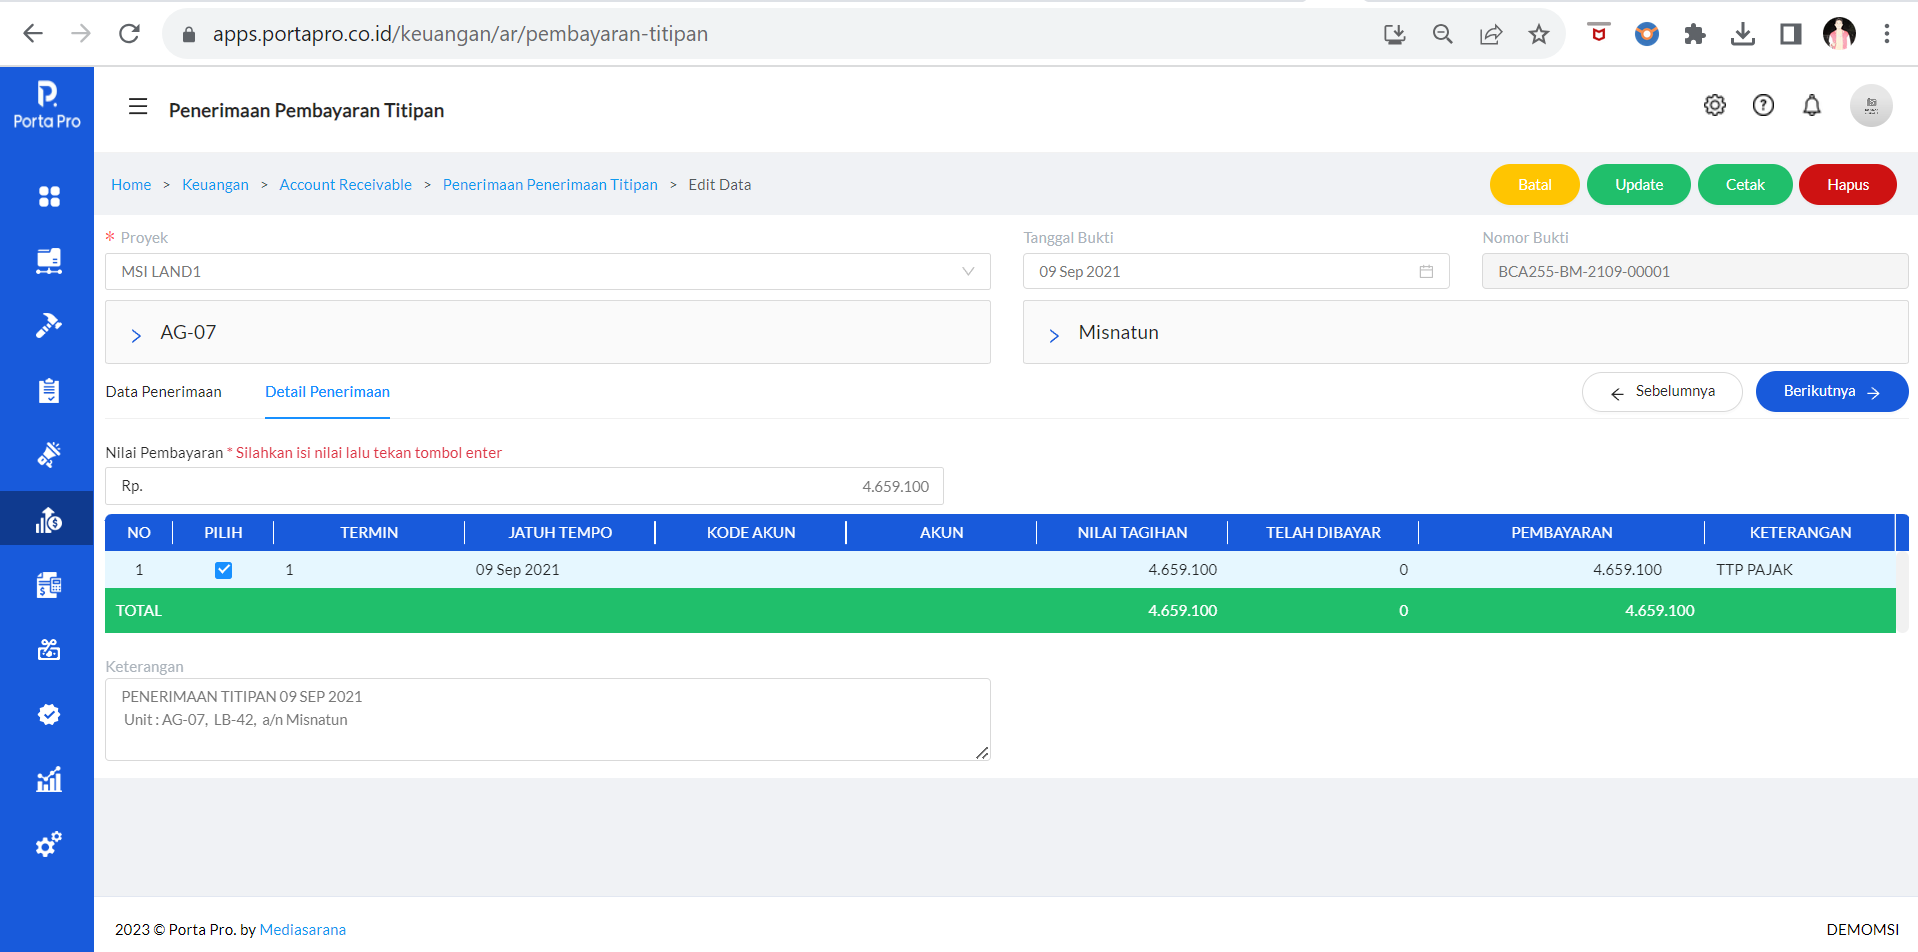 apps.portapro.co.id/keuangan/ar/pembayaran-titipan
P.
Porta Pro
Penerimaan Pembayaran Titipan
Home > Keuangan > Account Receivable > Penerimaan Penerimaan Titipan > Edit Data
Batal Update Cetak Hapus
* Proyek Tanggal Bukti Nomor Bukti
MSI LAND1 09 Sep 2021 BCA255-BM-2109-00001
> AG-07 > Misnatun
Data Penerimaan Detail Penerimaan ← Sebelumnya Berikutnya →
Nilai Pembayaran * Silahkan isi nilai lalu tekan tombol enter
Rp. 4.659.100
NO PILIH TERMIN JATUH TEMPO KODE AKUN AKUN NILAI TAGIHAN TELAH DIBAYAR PEMBAYARAN KETERANGAN
1 1 09 Sep 2021 4.659.100 0 4.659.100 TTP PAJAK
TOTAL 4.659.100 0 4.659.100
Keterangan
PENERIMAAN TITIPAN 09 SEP 2021
Unit : AG-07, LB-42, a/n Misnatun
2023 © Porta Pro. by Mediasarana DEMOMSI